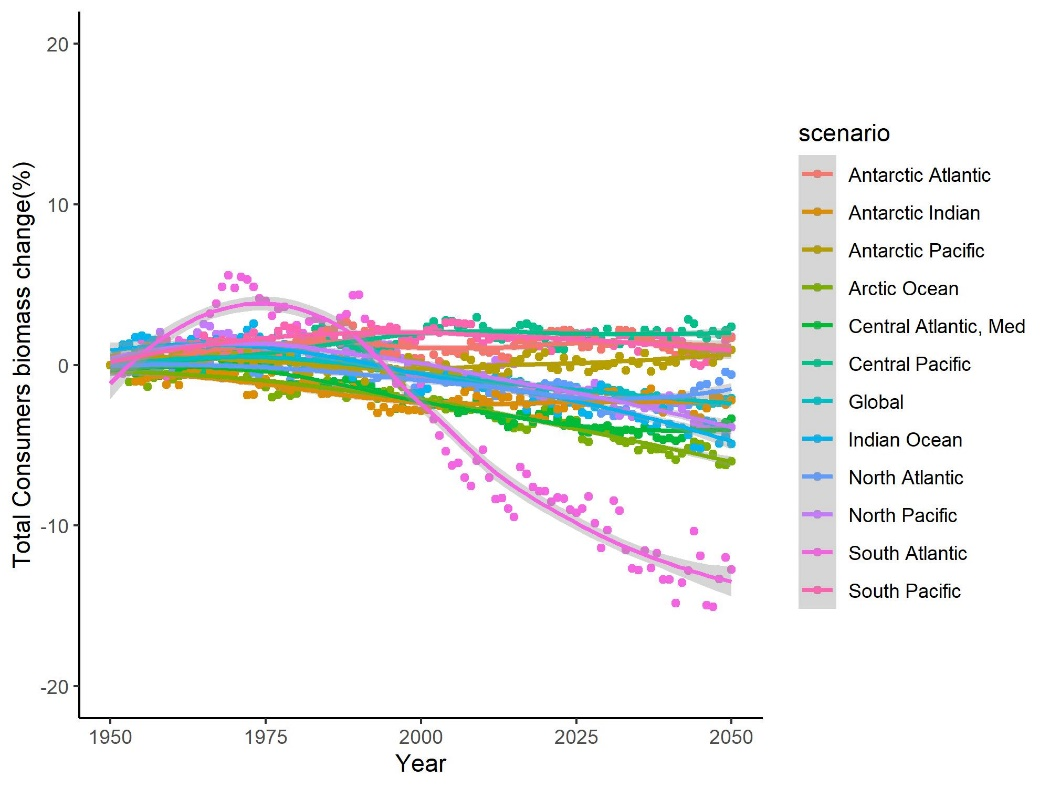 Total Consumers biomass change(%)
20
10
0
-10
-20
1950
1975
2000
2025
2050
Year
scenario
Antarctic Atlantic
Antarctic Indian
Antarctic Pacific
Arctic Ocean
Central Atlantic, Med
Central Pacific
Global
Indian Ocean
North Atlantic
North Pacific
South Atlantic
South Pacific